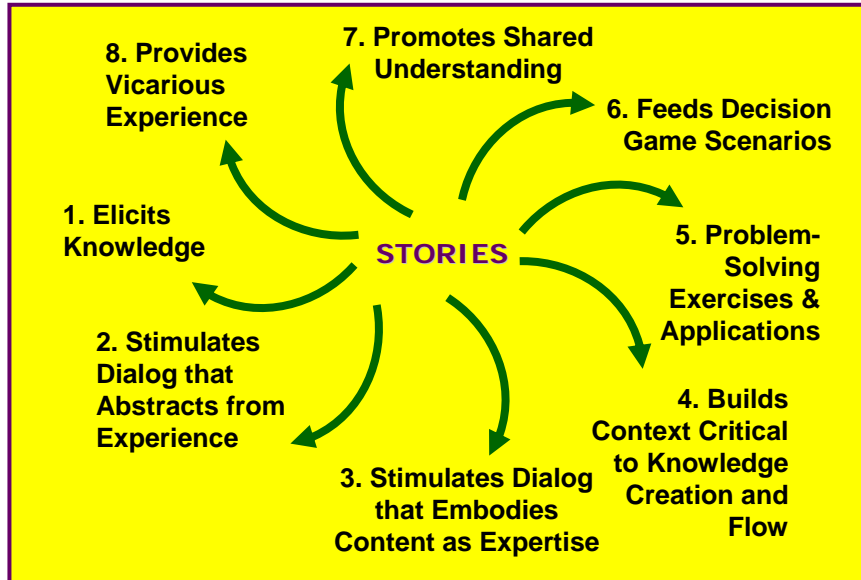 8. Provides
Vicarious
Experience
7. Promotes Shared
Understanding
6. Feeds Decision
Game Scenarios
1. Elicits
Knowledge
STORIES
5. Problem-
Solving
Exercises &
Applications
2. Stimulates
Dialog that
Abstracts from
Experience
4. Builds
Context Critical
to Knowledge
Creation and
Flow
3. Stimulates Dialog
that Embodies
Content as Expertise